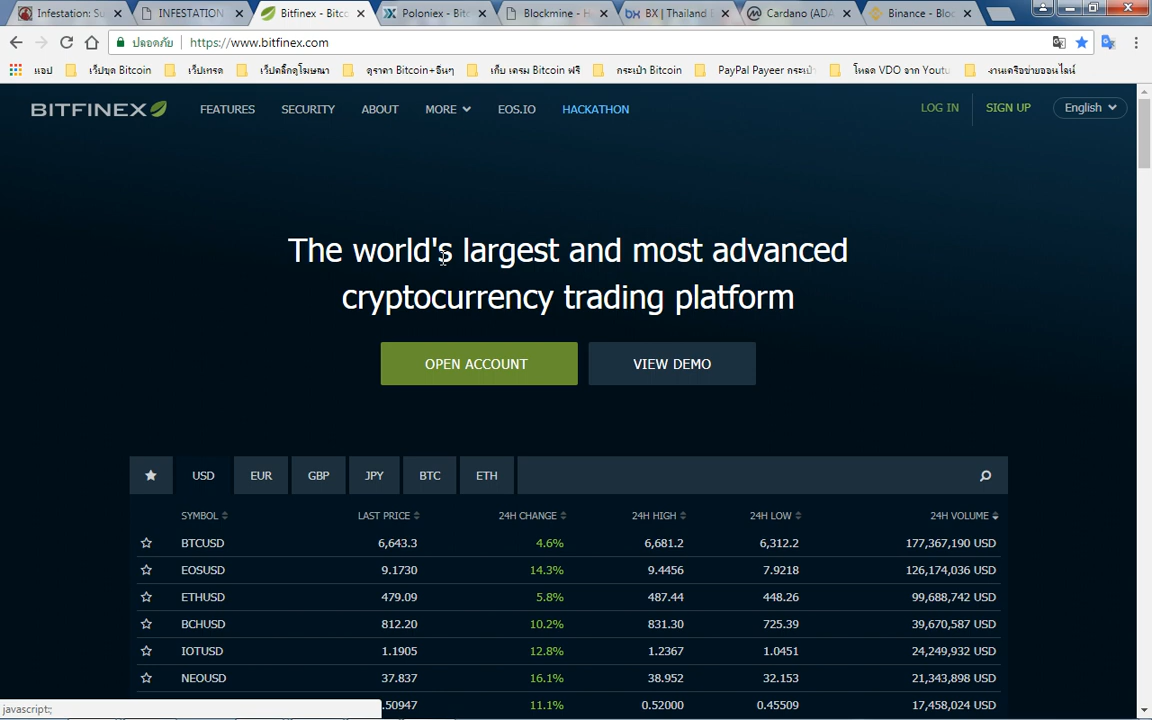 Infestation: Su
INFESTATION
Bitfinex - Bitco
Poloniex - Bitc
Blockmine - H
BX | Thailand
Cardano (ADA
Binance - Bloc
ปลอดภัย https://www.bitfinex.com
แอป เว็ปขุด Bitcoin เว็ปเทรด เว็ปคลิ๊กดูโฆษณา ดูราคา Bitcoin+อื่นๆ เก็บ เครม Bitcoin ฟรี กระเป๋า Bitcoin PayPal Payeer กระเป๋ โหลด VDO จาก Youtu งานเครือข่ายออนไลน์
BITFINEX FEATURES SECURITY ABOUT MORE EOS.IO HACKATHON LOG IN SIGN UP English
The world's largest and most advanced
cryptocurrency trading platform
OPEN ACCOUNT VIEW DEMO
USD EUR GBP JPY BTC ETH
SYMBOL LAST PRICE 24H CHANGE 24H HIGH 24H LOW 24H VOLUME
BTCUSD 6,643.3 4.6% 6,681.2 6,312.2 177,367,190 USD
EOSUSD 9.1730 14.3% 9.4456 7.9218 126,174,036 USD
ETHUSD 479.09 5.8% 487.44 448.26 99,688,742 USD
BCHUSD 812.20 10.2% 831.30 725.39 39,670,587 USD
IOTUSD 1.1905 12.8% 1.2367 1.0451 24,249,932 USD
NEOUSD 37.837 16.1% 38.952 32.153 21,343,898 USD
.50947 11.1% 0.52000 0.45509 17,458,024 USD
javascript:;